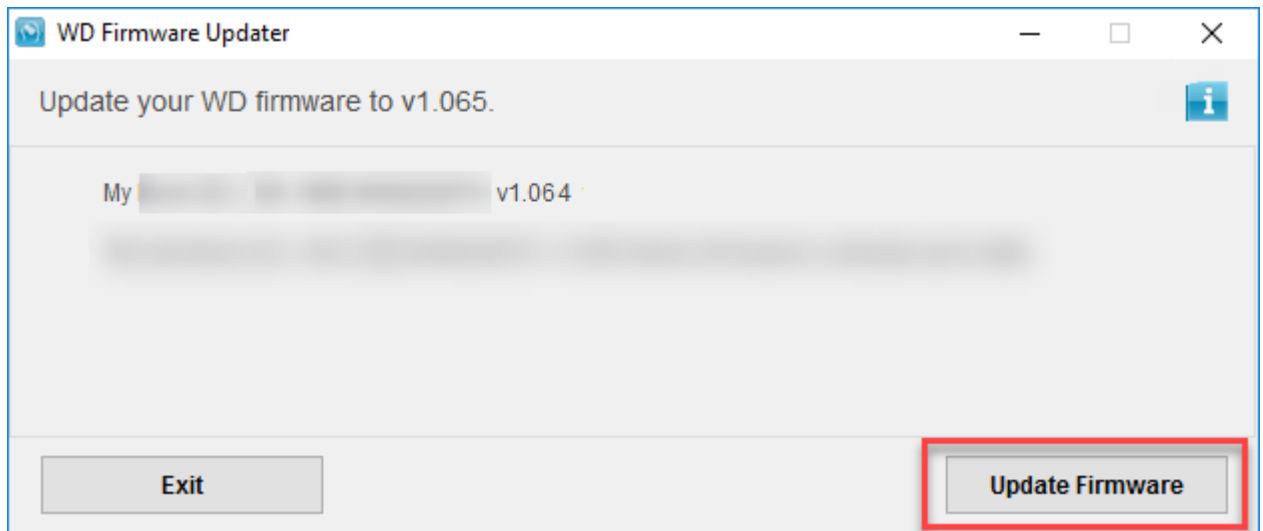 WD Firmware Updater
Update your WD firmware to v1.065.
i
My v1.064
Exit
Update Firmware